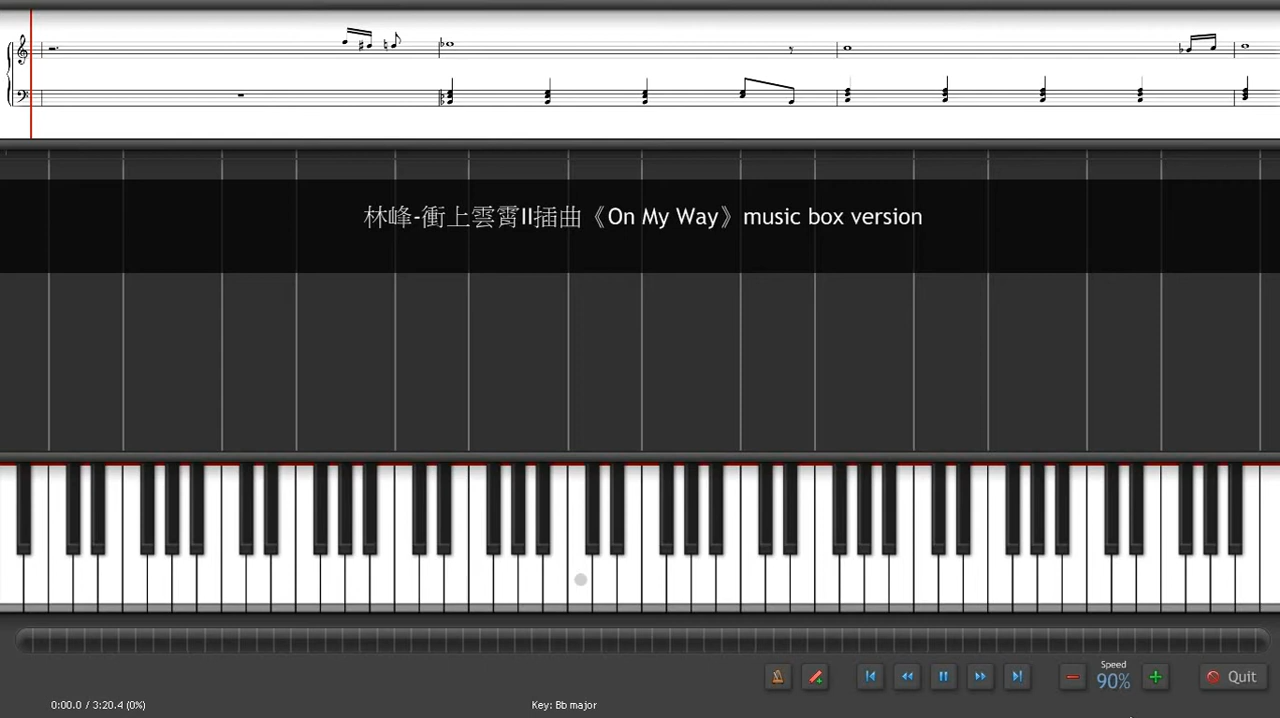 林峰-衝上雲霄II插曲《On My Way》music box version
Speed
90%
Quit
0:00.0 / 3:20.4 (0%)
Key: Bb major